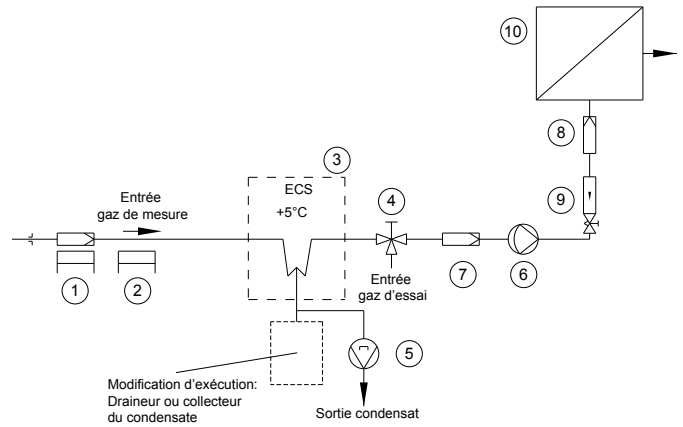 10
8
3
ECS
4
9
Entrée
gaz de mesure
+5°C
Entrée
gaz d'essai
7
6
1
2
5
Modification d'exécution:
Draineur ou collecteur
du condensate
Sortie condensat